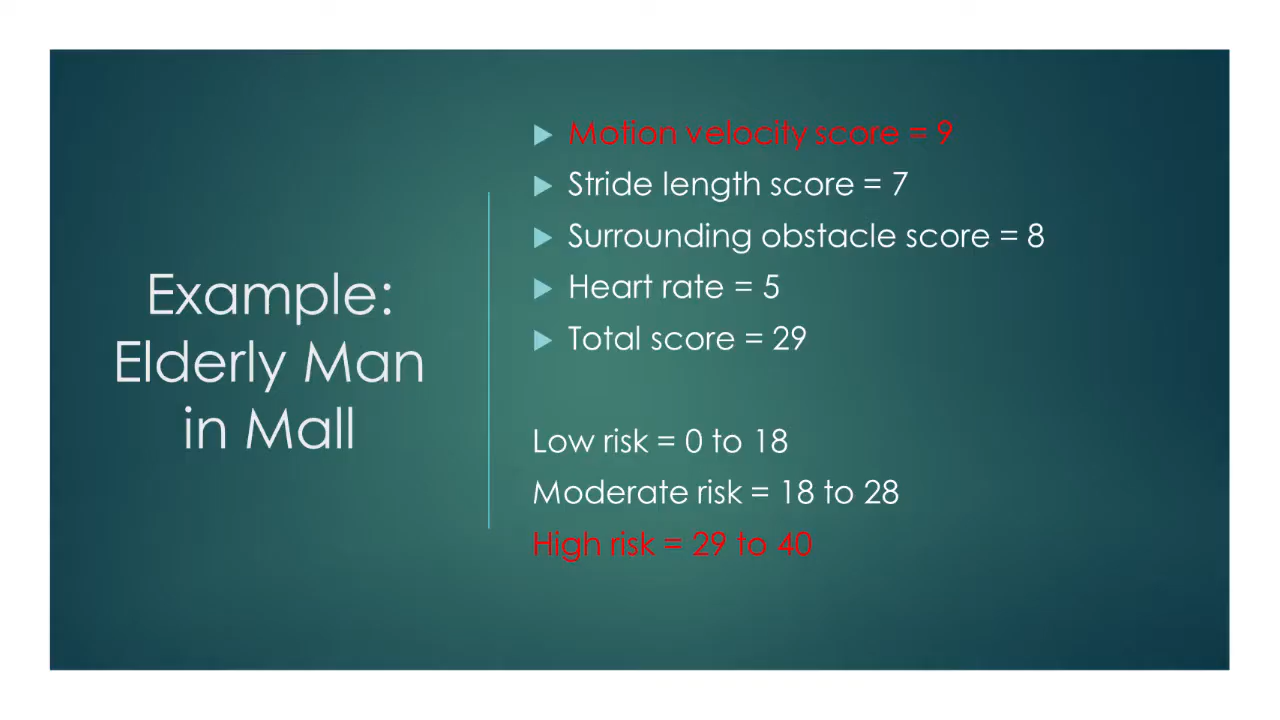 Example:
Elderly Man
in Mall
Motion velocity score = 9
Stride length score = 7
Surrounding obstacle score = 8
Heart rate = 5
Total score = 29
Low risk = 0 to 18
Moderate risk = 18 to 28
High risk = 29 to 40